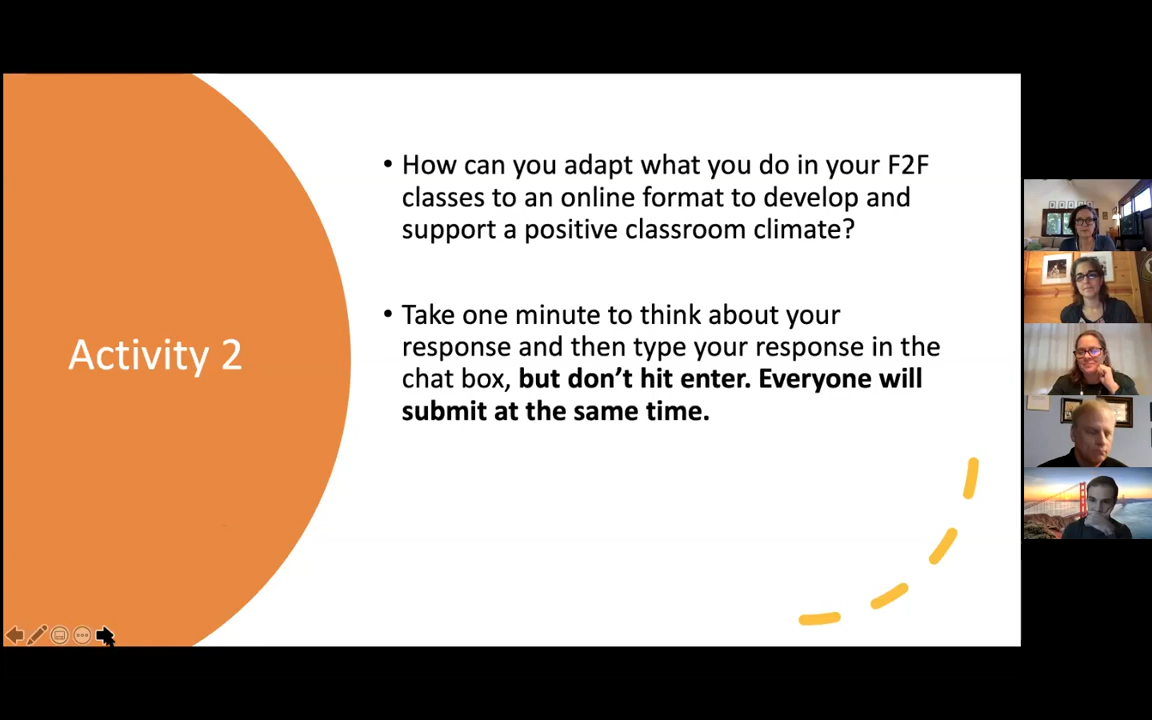 Activity 2
• How can you adapt what you do in your F2F
classes to an online format to develop and
support a positive classroom climate?
• Take one minute to think about your
response and then type your response in the
chat box, but don’t hit enter. Everyone will
submit at the same time.